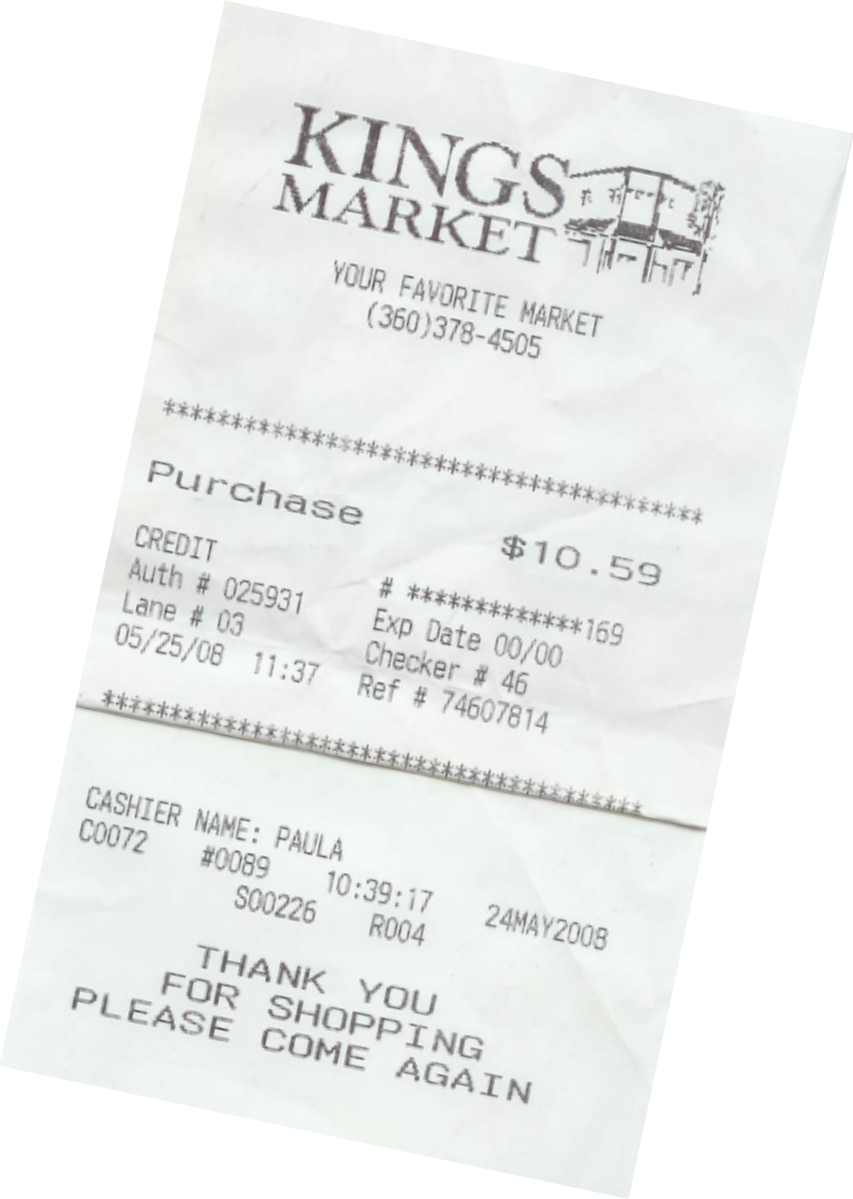 KINGS
MARKET
YOUR FAVORITE MARKET
(360)378-4505
****************************************
Purchase $10.59
CREDIT # *************169
Auth # 025931 Exp Date 00/00
Lane # 03 Checker # 46
05/25/08 11:37 Ref # 74607814
****************************************
CASHIER NAME: PAULA
C0072 #0089 10:39:17 24MAY2008
S00226 R004
THANK YOU
FOR SHOPPING
PLEASE COME AGAIN